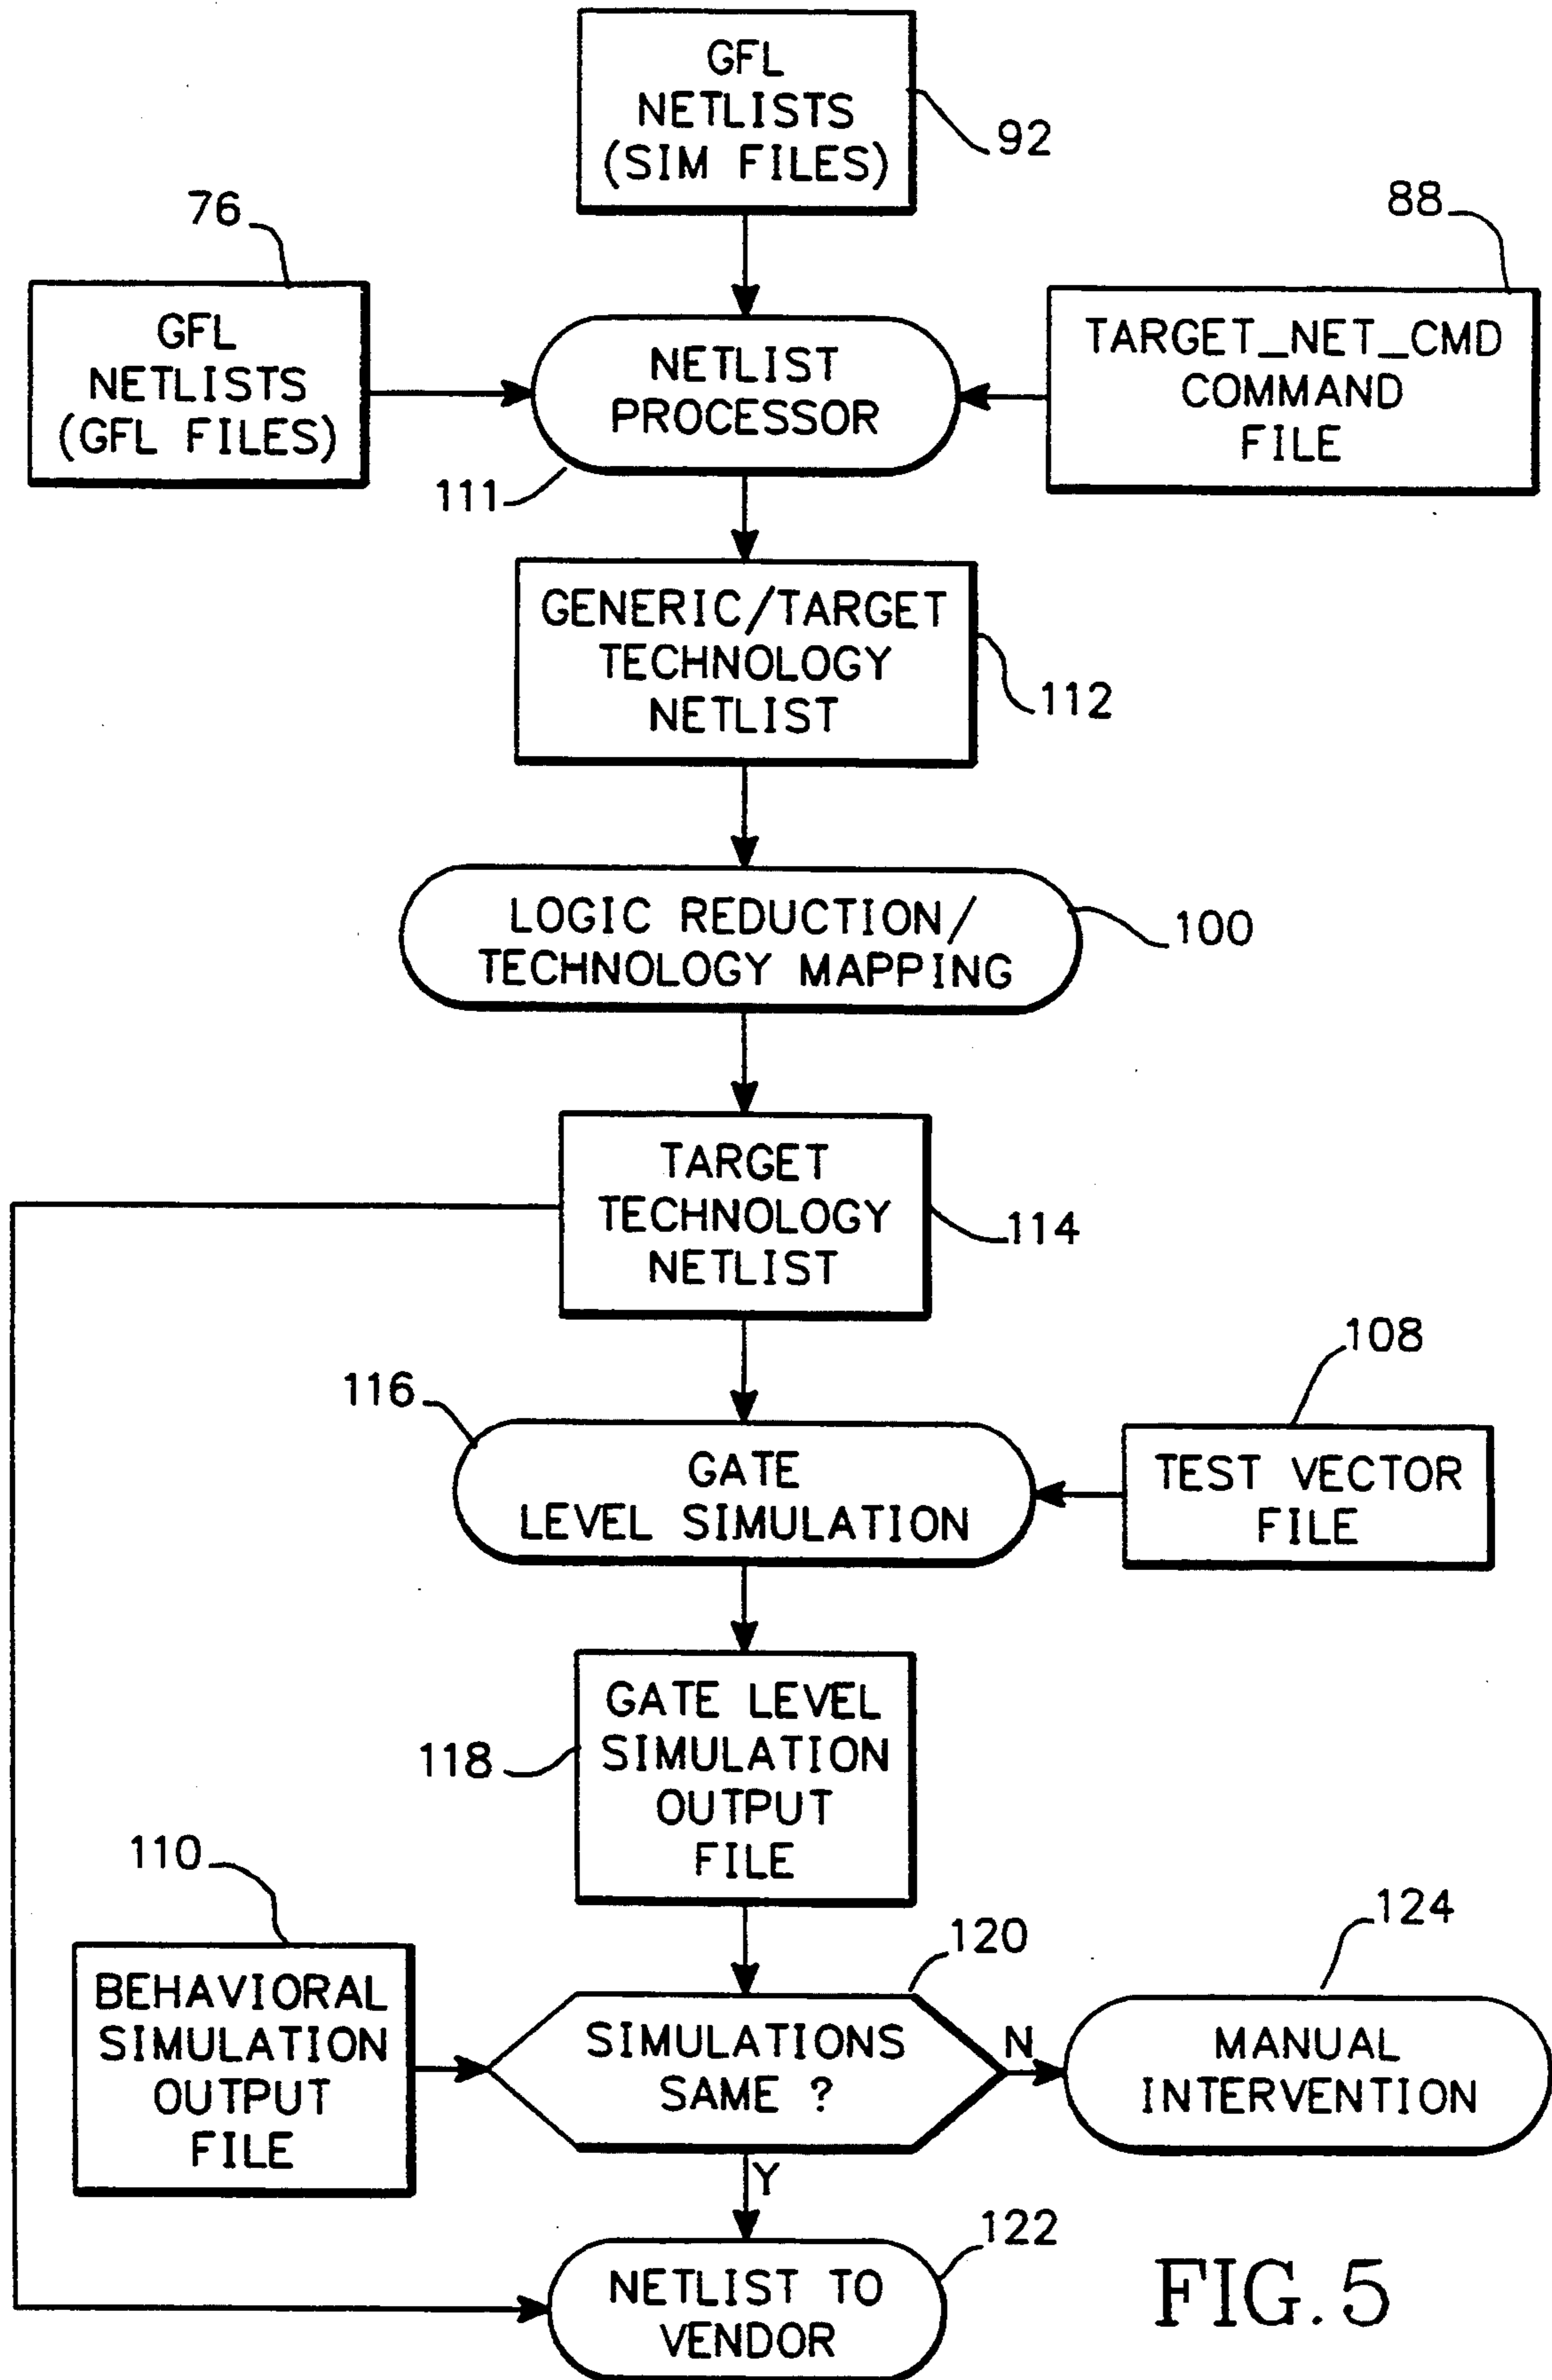 GFL
NETLISTS
(SIM FILES)
92
76
88
GFL
NETLISTS
(GFL FILES)
NETLIST
PROCESSOR
TARGET_NET_CMD
COMMAND
FILE
111
GENERIC/TARGET
TECHNOLOGY
NETLIST
112
LOGIC REDUCTION/
TECHNOLOGY MAPPING
100
TARGET
TECHNOLOGY
NETLIST
114
108
116
GATE
LEVEL SIMULATION
TEST VECTOR
FILE
GATE LEVEL
SIMULATION
OUTPUT
FILE
118
110
120
124
BEHAVIORAL
SIMULATION
OUTPUT
FILE
SIMULATIONS
SAME ?
N
MANUAL
INTERVENTION
Y
122
NETLIST TO
VENDOR
FIG. 5